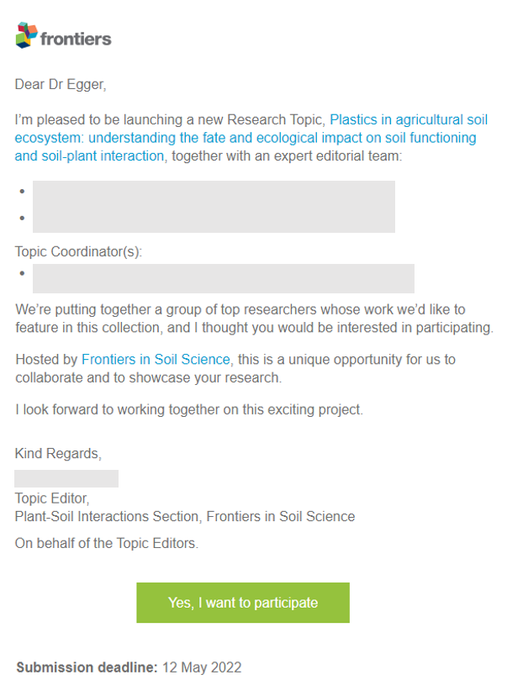 frontiers
Dear Dr Egger,
I'm pleased to be launching a new Research Topic, Plastics in agricultural soil
ecosystem: understanding the fate and ecological impact on soil functioning
and soil-plant interaction, together with an expert editorial team:
Topic Coordinator(s):
We're putting together a group of top researchers whose work we'd like to
feature in this collection, and I thought you would be interested in participating.
Hosted by Frontiers in Soil Science, this is a unique opportunity for us to
collaborate and to showcase your research.
I look forward to working together on this exciting project.
Kind Regards,
Topic Editor,
Plant-Soil Interactions Section, Frontiers in Soil Science
On behalf of the Topic Editors.
Yes, I want to participate
Submission deadline: 12 May 2022